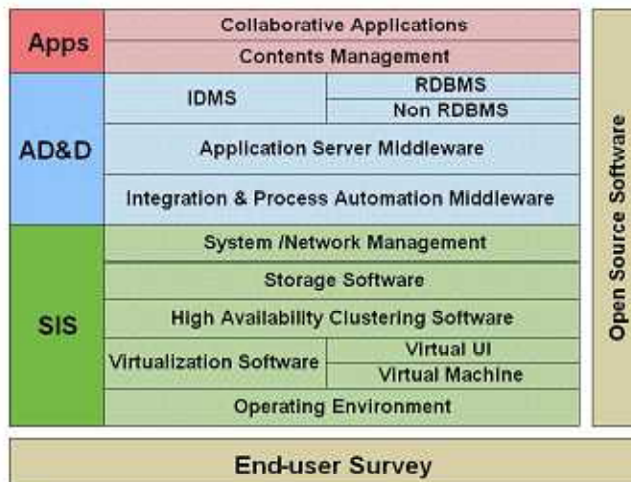 Apps
Collaborative Applications
Contents Management
AD&D
IDMS
RDBMS
Non RDBMS
Application Server Middleware
Integration & Process Automation Middleware
SIS
System /Network Management
Storage Software
High Availability Clustering Software
Virtualization Software
Virtual UI
Virtual Machine
Operating Environment
Open Source Software
End-user Survey